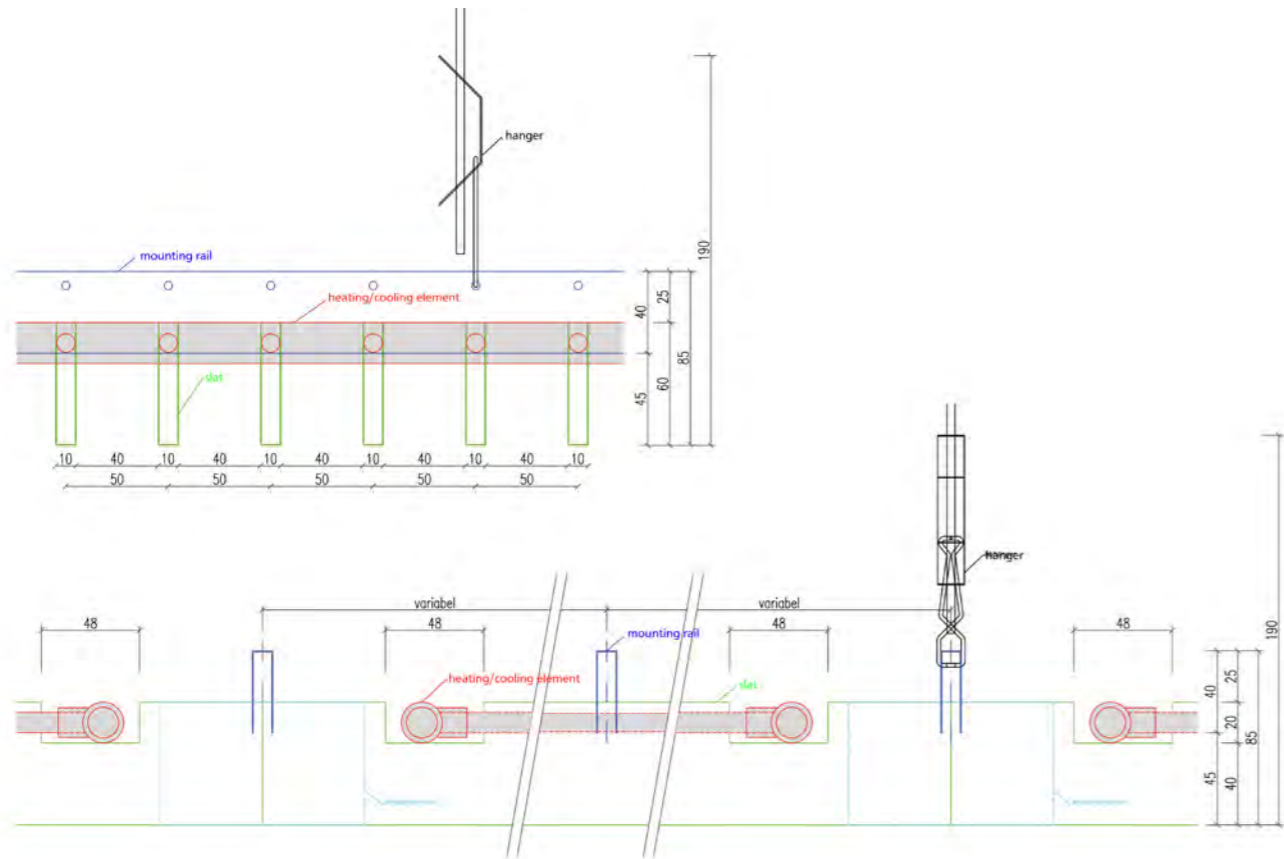 hanger
190
mounting rail
heating/cooling element
40
25
85
slat
45
60
10 40 10 40 10 40 10 40 10 40 10
50 50 50 50 50
hanger
variabel variabel
48 48 48 48
mounting rail
190
heating/cooling element
slat
40
25
20
85
45
40